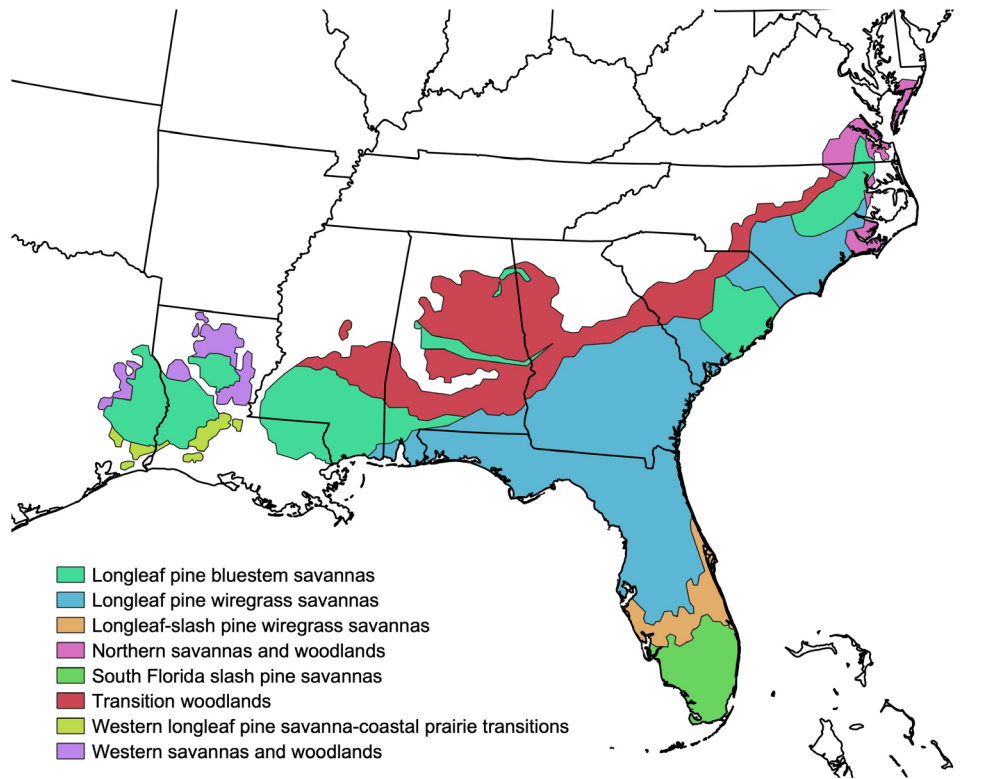 Longleaf pine bluestem savannas
Longleaf pine wiregrass savannas
Longleaf-slash pine wiregrass savannas
Northern savannas and woodlands
South Florida slash pine savannas
Transition woodlands
Western longleaf pine savanna-coastal prairie transitions
Western savannas and woodlands